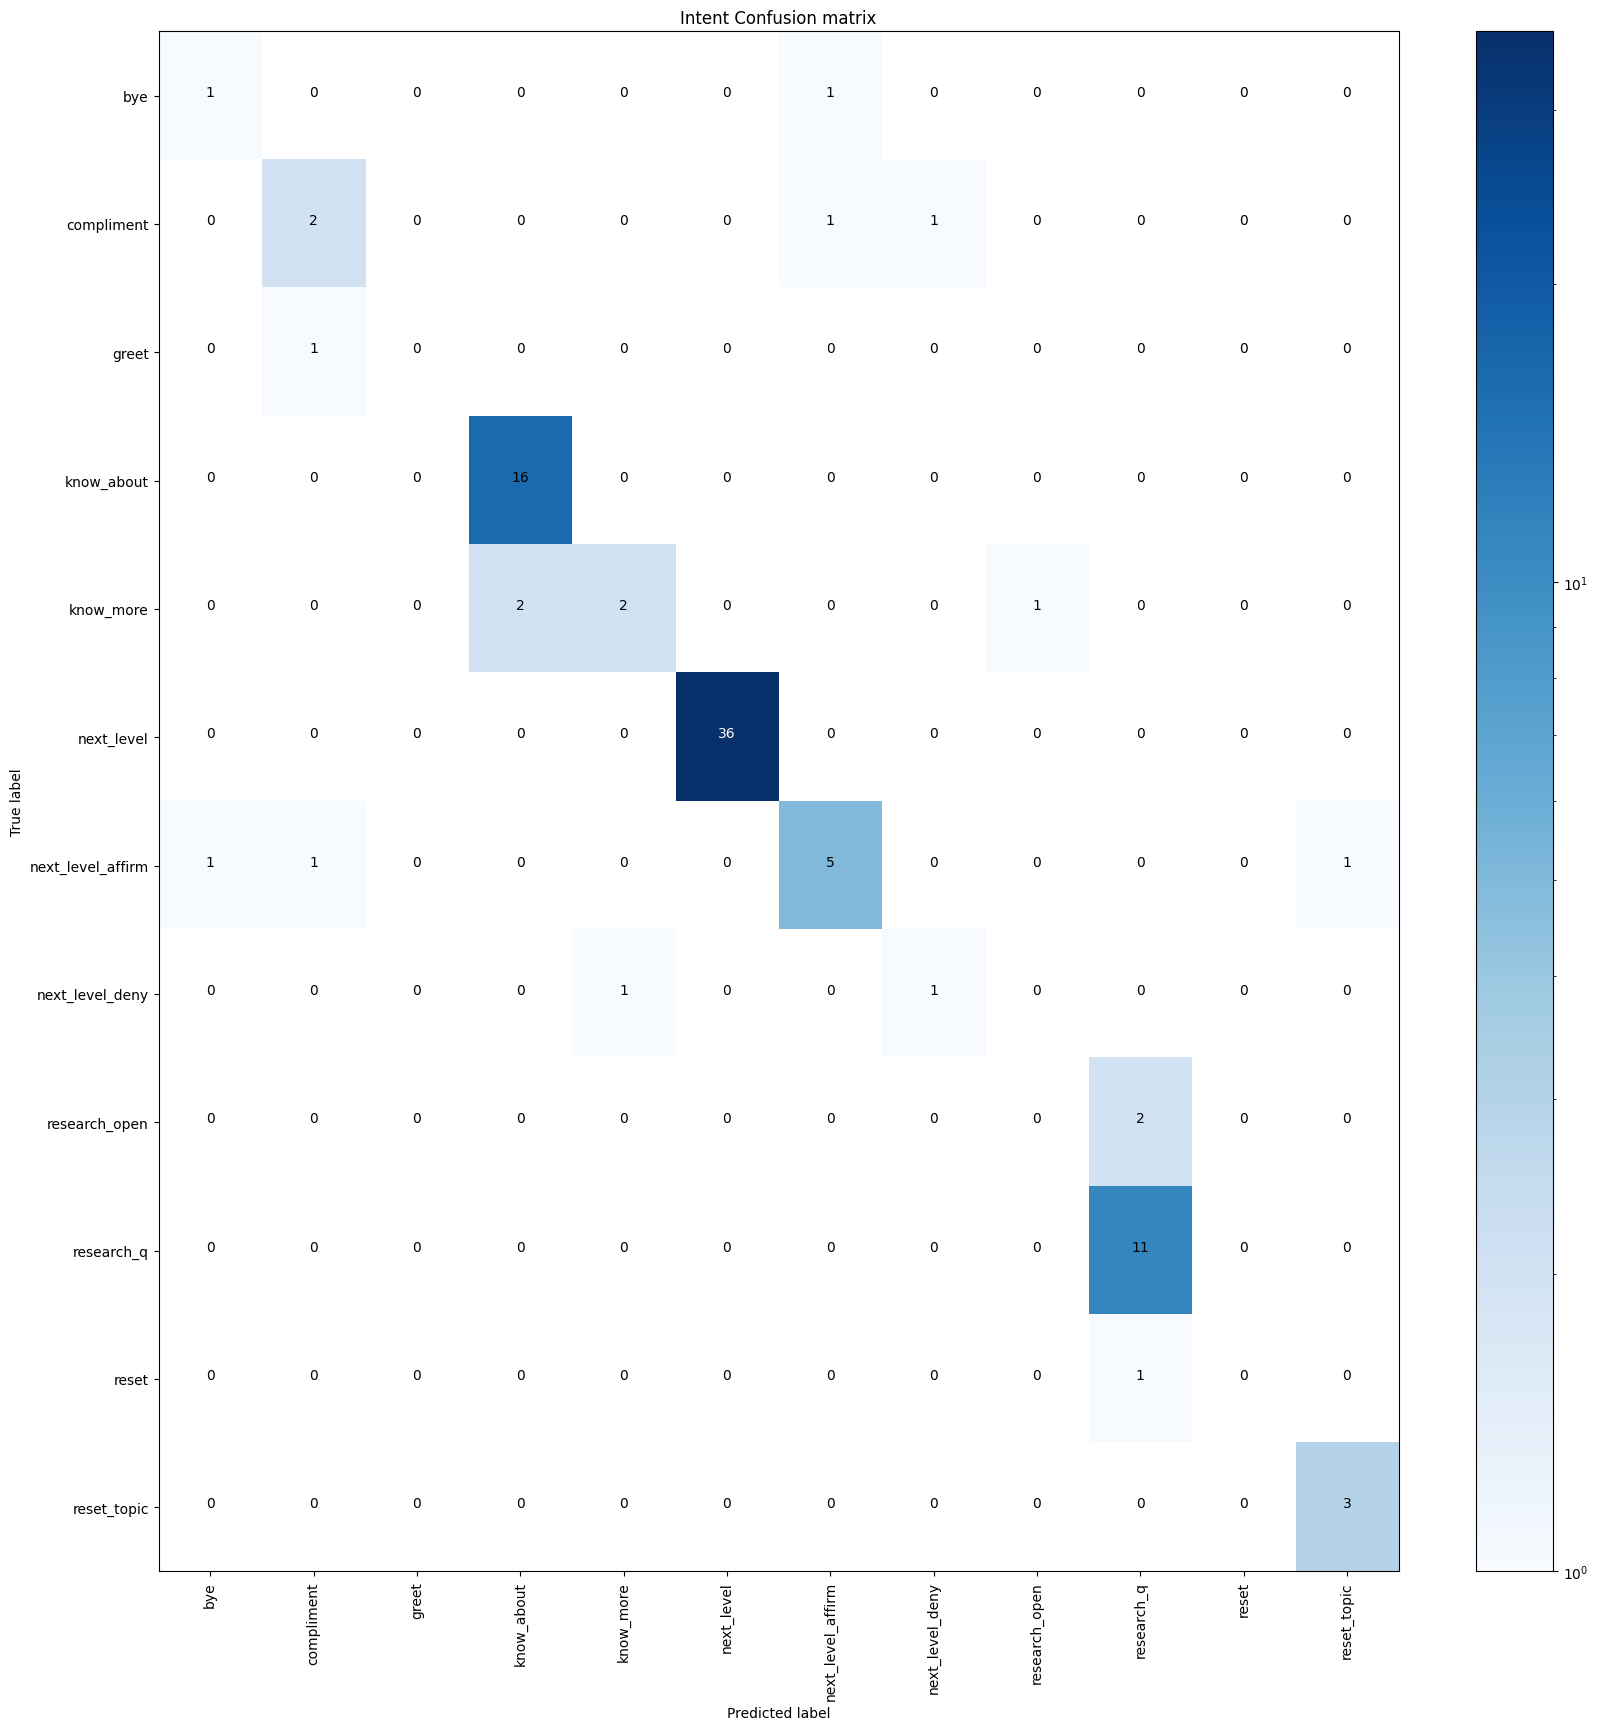 Intent Confusion matrix
bye 1 0 0 0 0 0 1 0 0 0 0 0
compliment 0 2 0 0 0 0 1 1 0 0 0 0
greet 0 1 0 0 0 0 0 0 0 0 0 0
know_about 0 0 0 16 0 0 0 0 0 0 0 0
10¹
know_more 0 0 0 2 2 0 0 0 1 0 0 0
next_level 0 0 0 0 0 36 0 0 0 0 0 0
True label
next_level_affirm 1 1 0 0 0 0 5 0 0 0 0 1
next_level_deny 0 0 0 0 1 0 0 1 0 0 0 0
research_open 0 0 0 0 0 0 0 0 0 2 0 0
research_q 0 0 0 0 0 0 0 0 0 11 0 0
reset 0 0 0 0 0 0 0 0 0 1 0 0
reset_topic 0 0 0 0 0 0 0 0 0 0 0 3
10⁰
bye compliment greet know_about know_more next_level next_level_affirm next_level_deny research_open research_q reset reset_topic
Predicted label